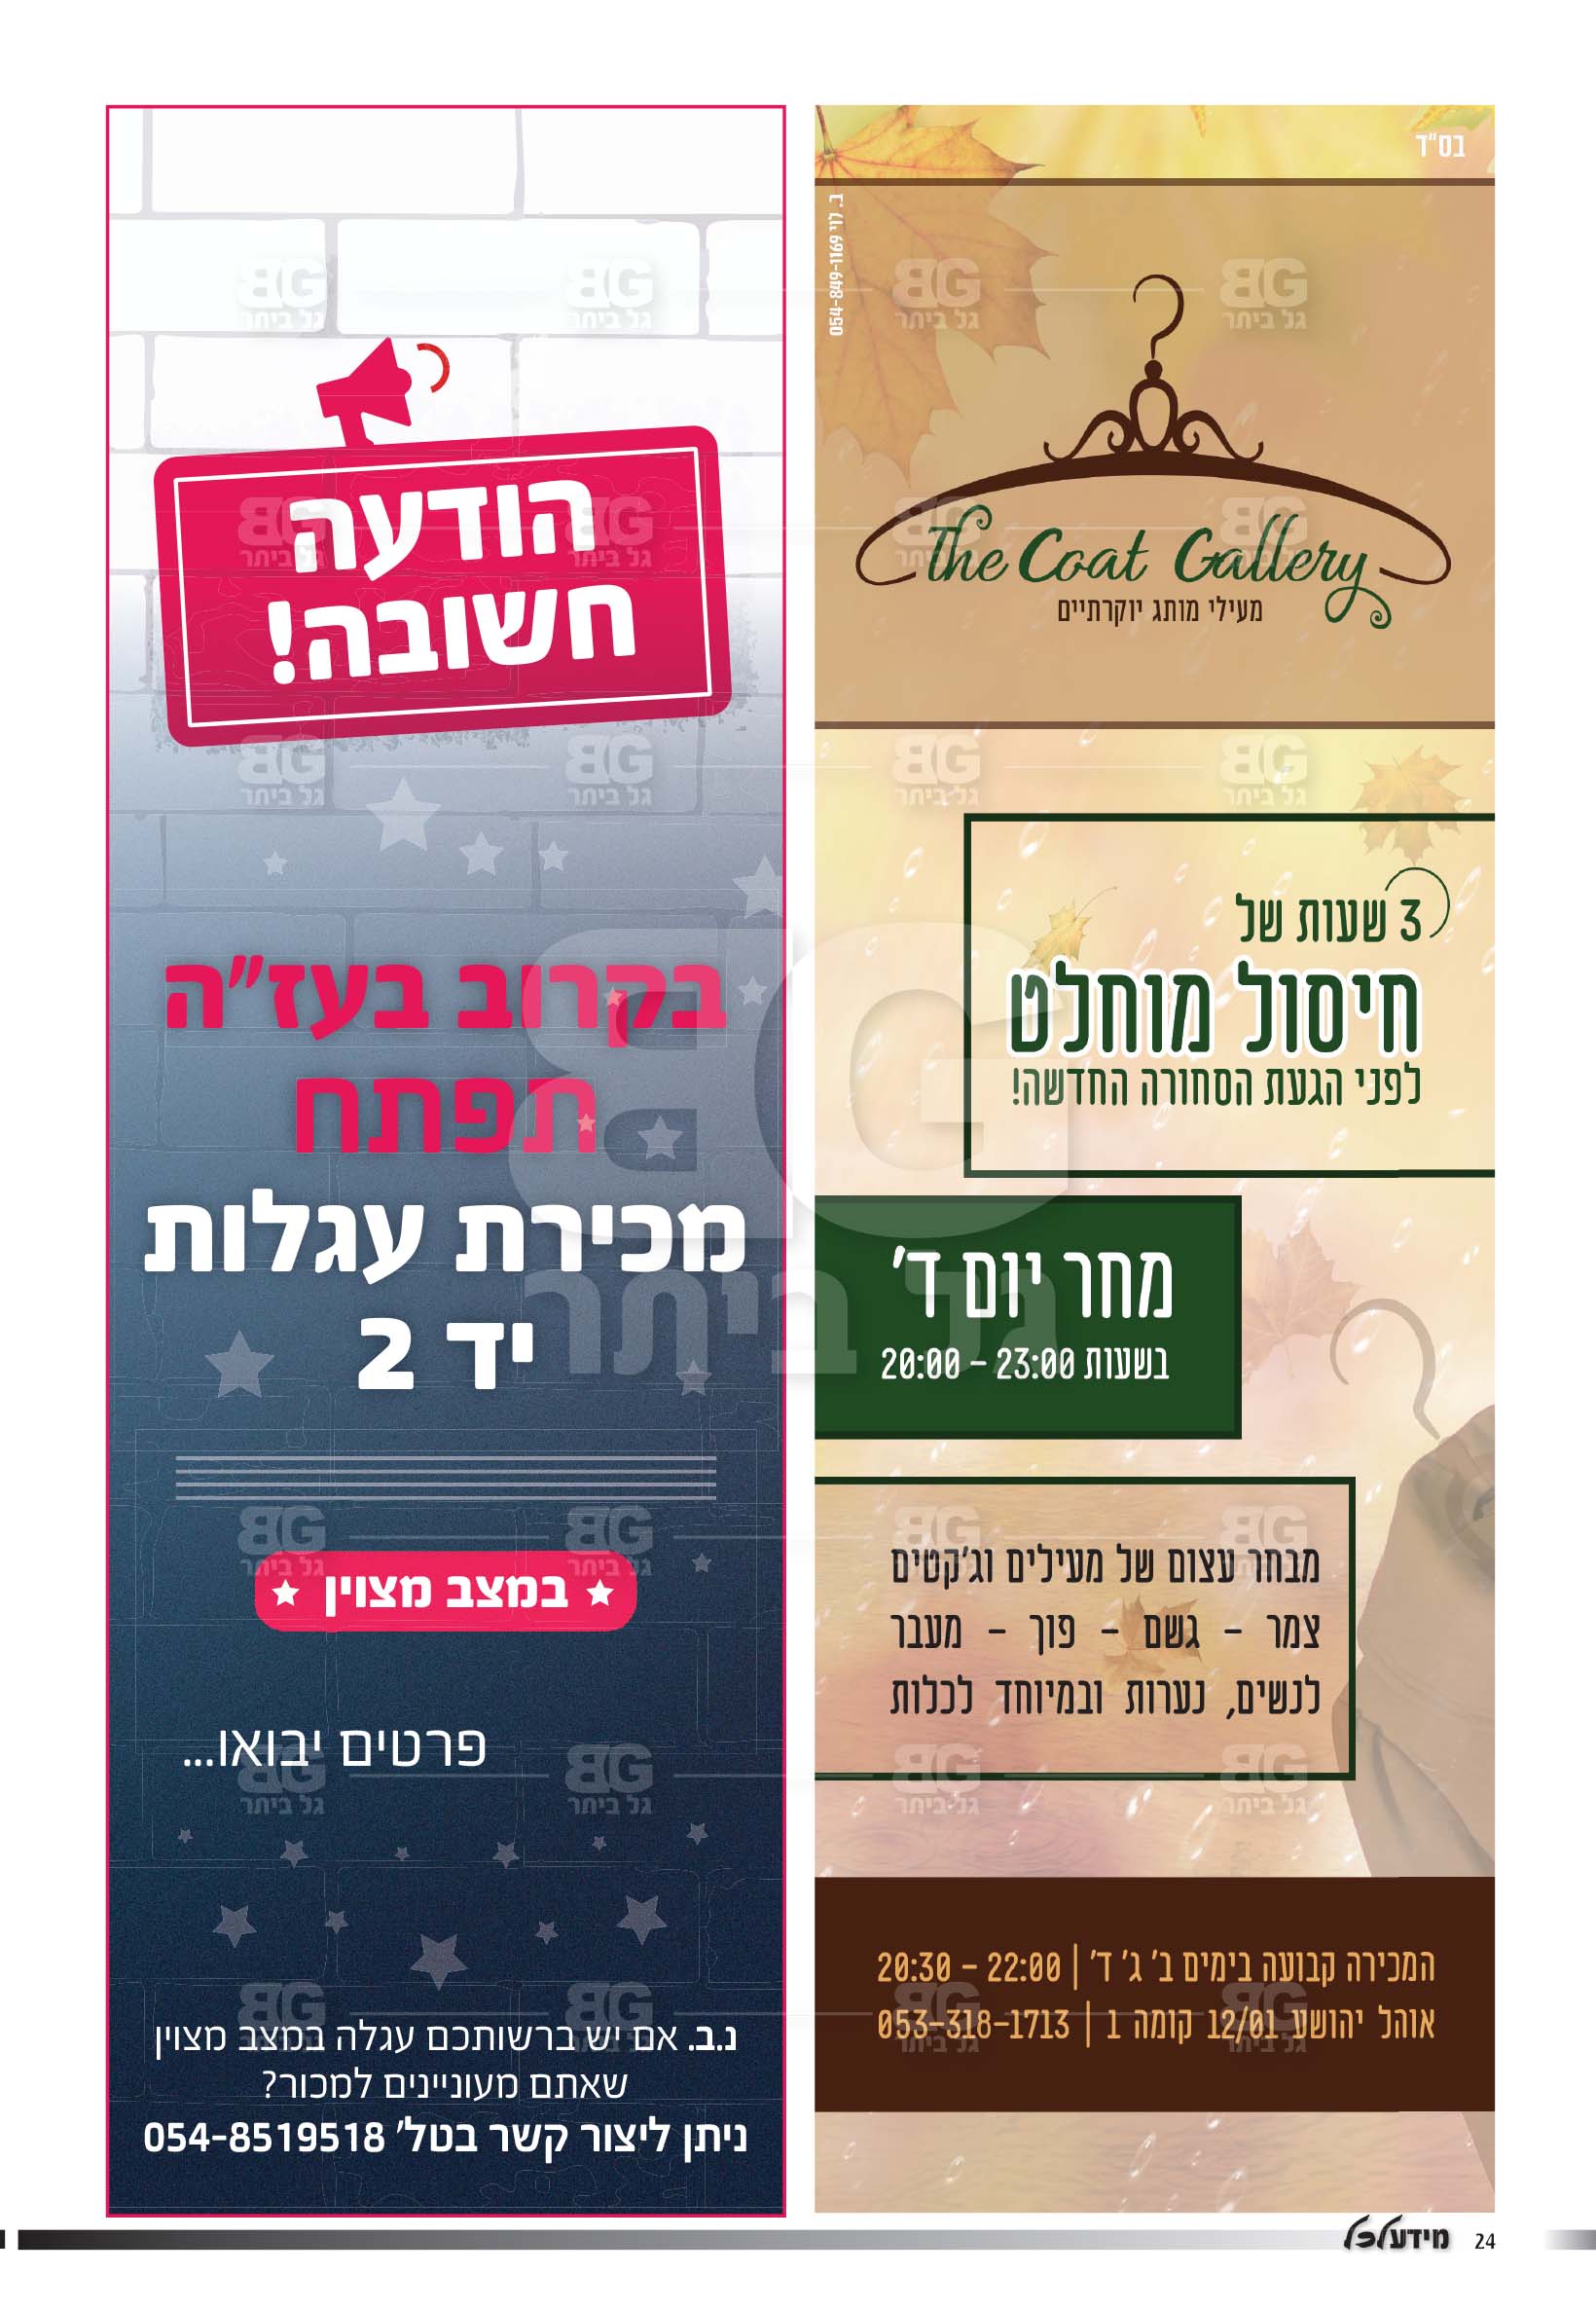 בס"ד
ב. לוי 054-849-1169
The Coat Gallery
מעילי מותג יוקרתיים
3 שעות של
חיסול מוחלט
לפני הגעת הסחורה החדשה!
מחר יום ד'
בשעות 20:00 - 23:00
מבחר עצום של מעילים וג'קטים
צמר - גשם - פוך - מעבר
לנשים, נערות ובמיוחד לכלות
המכירה קבועה בימים ב' ג' ד' | 20:30 - 22:00
אוהל יהושע 12/01 קומה 1 | 053-318-1713
הודעה
חשובה!
בקרוב בעז"ה
תפתח
מכירת עגלות
יד 2
במצב מצוין
פרטים יבואו...
נ.ב. אם יש ברשותכם עגלה במצב מצוין
שאתם מעוניינים למכור?
ניתן ליצור קשר בטל' 054-8519518
BG
גל ביתר
24 מידע לכל